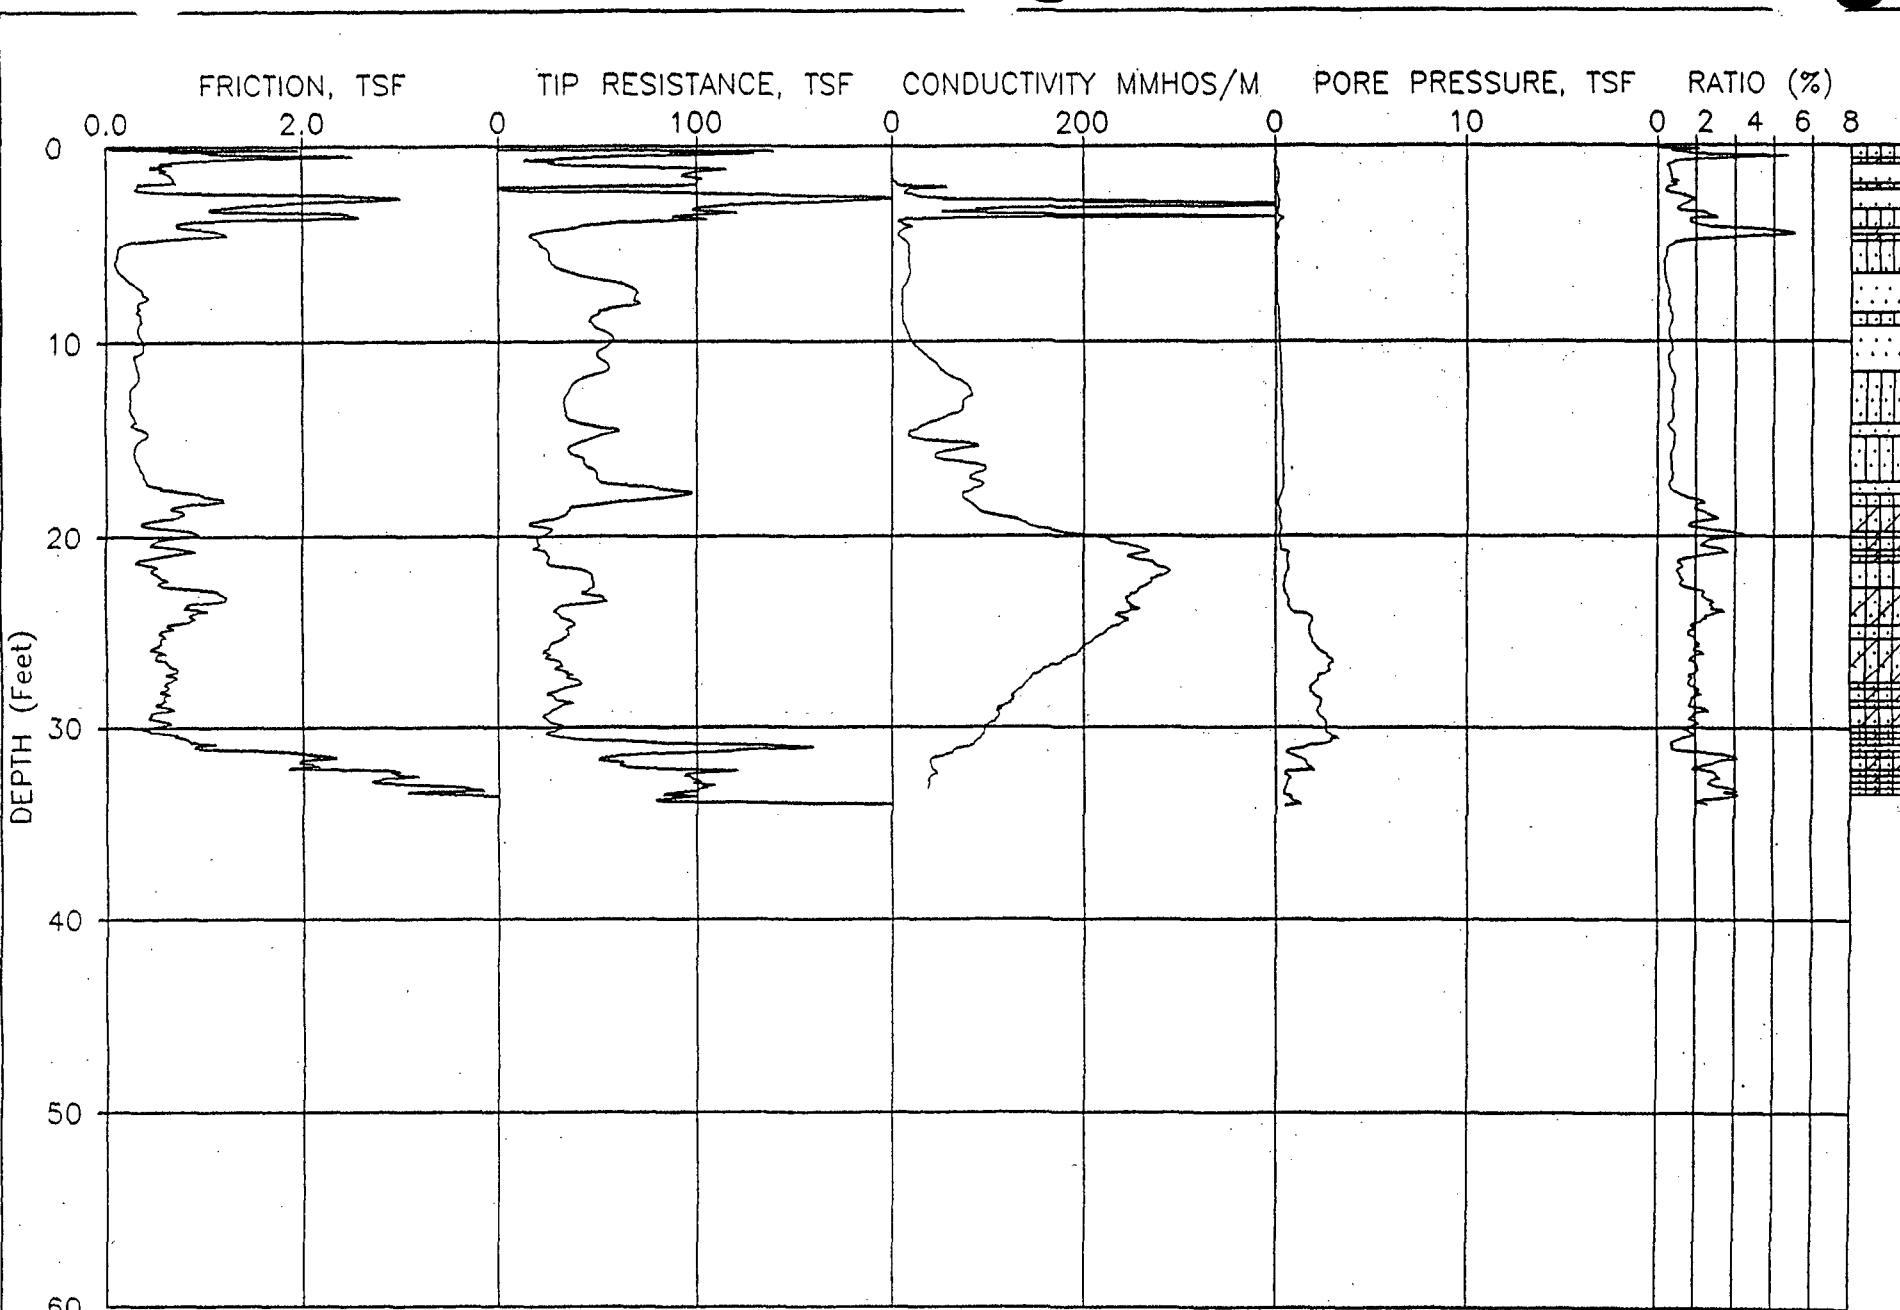 FRICTION, TSF TIP RESISTANCE, TSF CONDUCTIVITY MMHOS/M PORE PRESSURE, TSF RATIO (%)
0.0 2.0 0 100 0 200 0 10 0 2 4 6 8
0
10
20
30
40
50
60
DEPTH (Feet)